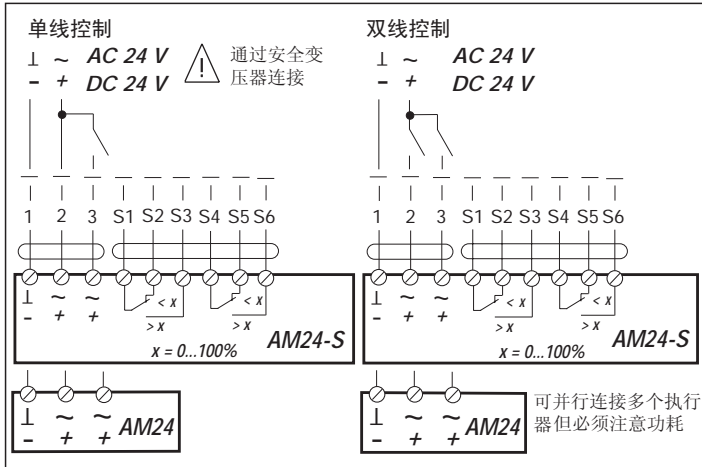 单线控制
⊥ ~ AC 24 V
- + DC 24 V
通过安全变
压器连接
1 2 3 S1 S2 S3 S4 S5 S6
⊥ ~ ~ < x < x
- + + > x > x
x = 0...100%
AM24-S
⊥ ~ ~
- + + AM24
双线控制
⊥ ~ AC 24 V
- + DC 24 V
1 2 3 S1 S2 S3 S4 S5 S6
⊥ ~ ~ < x < x
- + + > x > x
x = 0...100%
AM24-S
⊥ ~ ~
- + + AM24
可并行连接多个执行
器但必须注意功耗